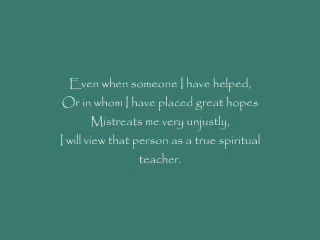 Even when someone I have helped,
Or in whom I have placed great hopes
Mistreats me very unjustly,
I will view that person as a true spiritual
teacher.